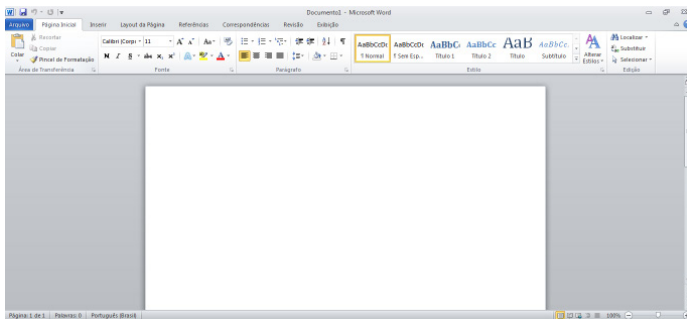 Documento1 - Microsoft Word
Arquivo Página Inicial Inserir Layout da Página Referências Correspondências Revisão Exibição
Recortar
Copiar
Pincel de Formatação
Colar
Área de Transferência
Calibri (Corpo 11
N I S abc x₂ x² A
Fonte
Parágrafo
AaBbCcDc AaBbCcDc AaBbC AaBbCc AaB AaBbCc.
¶ Normal ¶ Sem Esp... Título 1 Título 2 Título Subtítulo
Alterar
Estilos
Estilo
Localizar
Substituir
Selecionar
Edição
Página: 1 de 1 Palavras: 0 Português (Brasil) 100%